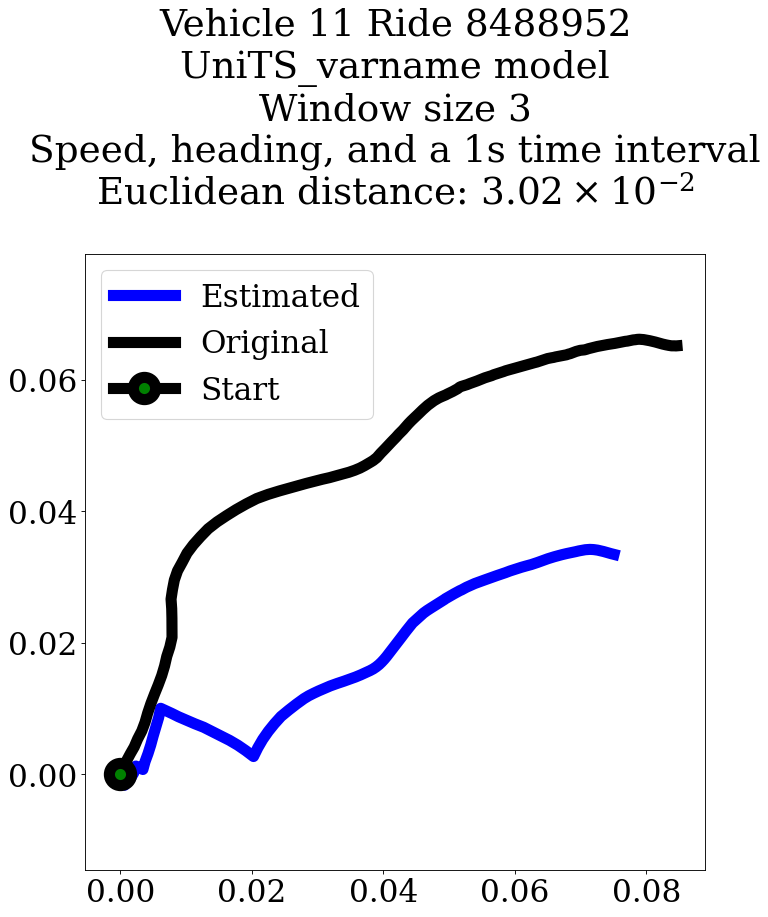 Vehicle 11 Ride 8488952
UniTS_varname model
Window size 3
Speed, heading, and a 1s time interval
Euclidean distance: 3.02 × 10⁻²
Estimated
Original
Start
0.06
0.04
0.02
0.00
0.00 0.02 0.04 0.06 0.08